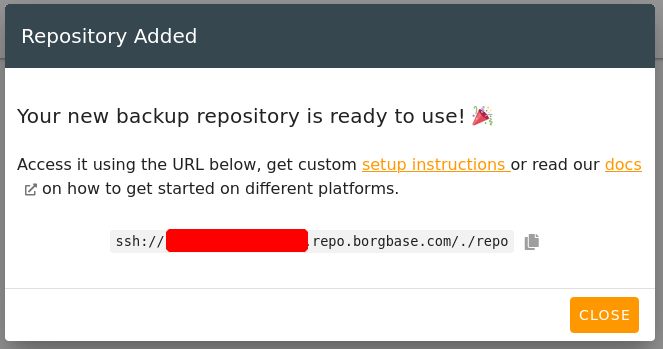 Repository Added
Your new backup repository is ready to use! 🎉
Access it using the URL below, get custom setup instructions or read our docs
on how to get started on different platforms.
ssh:// .repo.borgbase.com/./repo
CLOSE